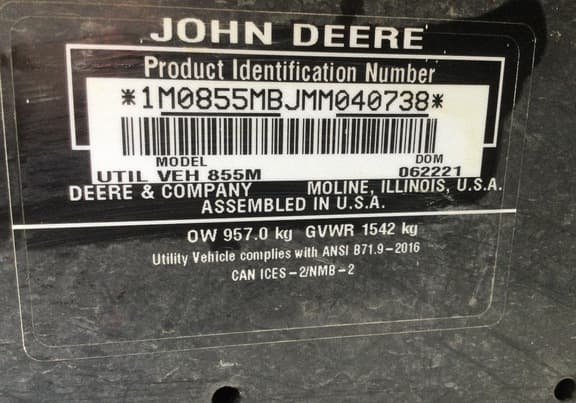 JOHN DEERE
Product Identification Number
*1M0855MBJMM040738*
MODEL DOM
UTIL VEH 855M 062221
DEERE & COMPANY MOLINE, ILLINOIS, U.S.A.
ASSEMBLED IN U.S.A.
OW 957.0 kg GVWR 1542 kg
Utility Vehicle complies with ANSI B71.9-2016
CAN ICES-2/NMB-2